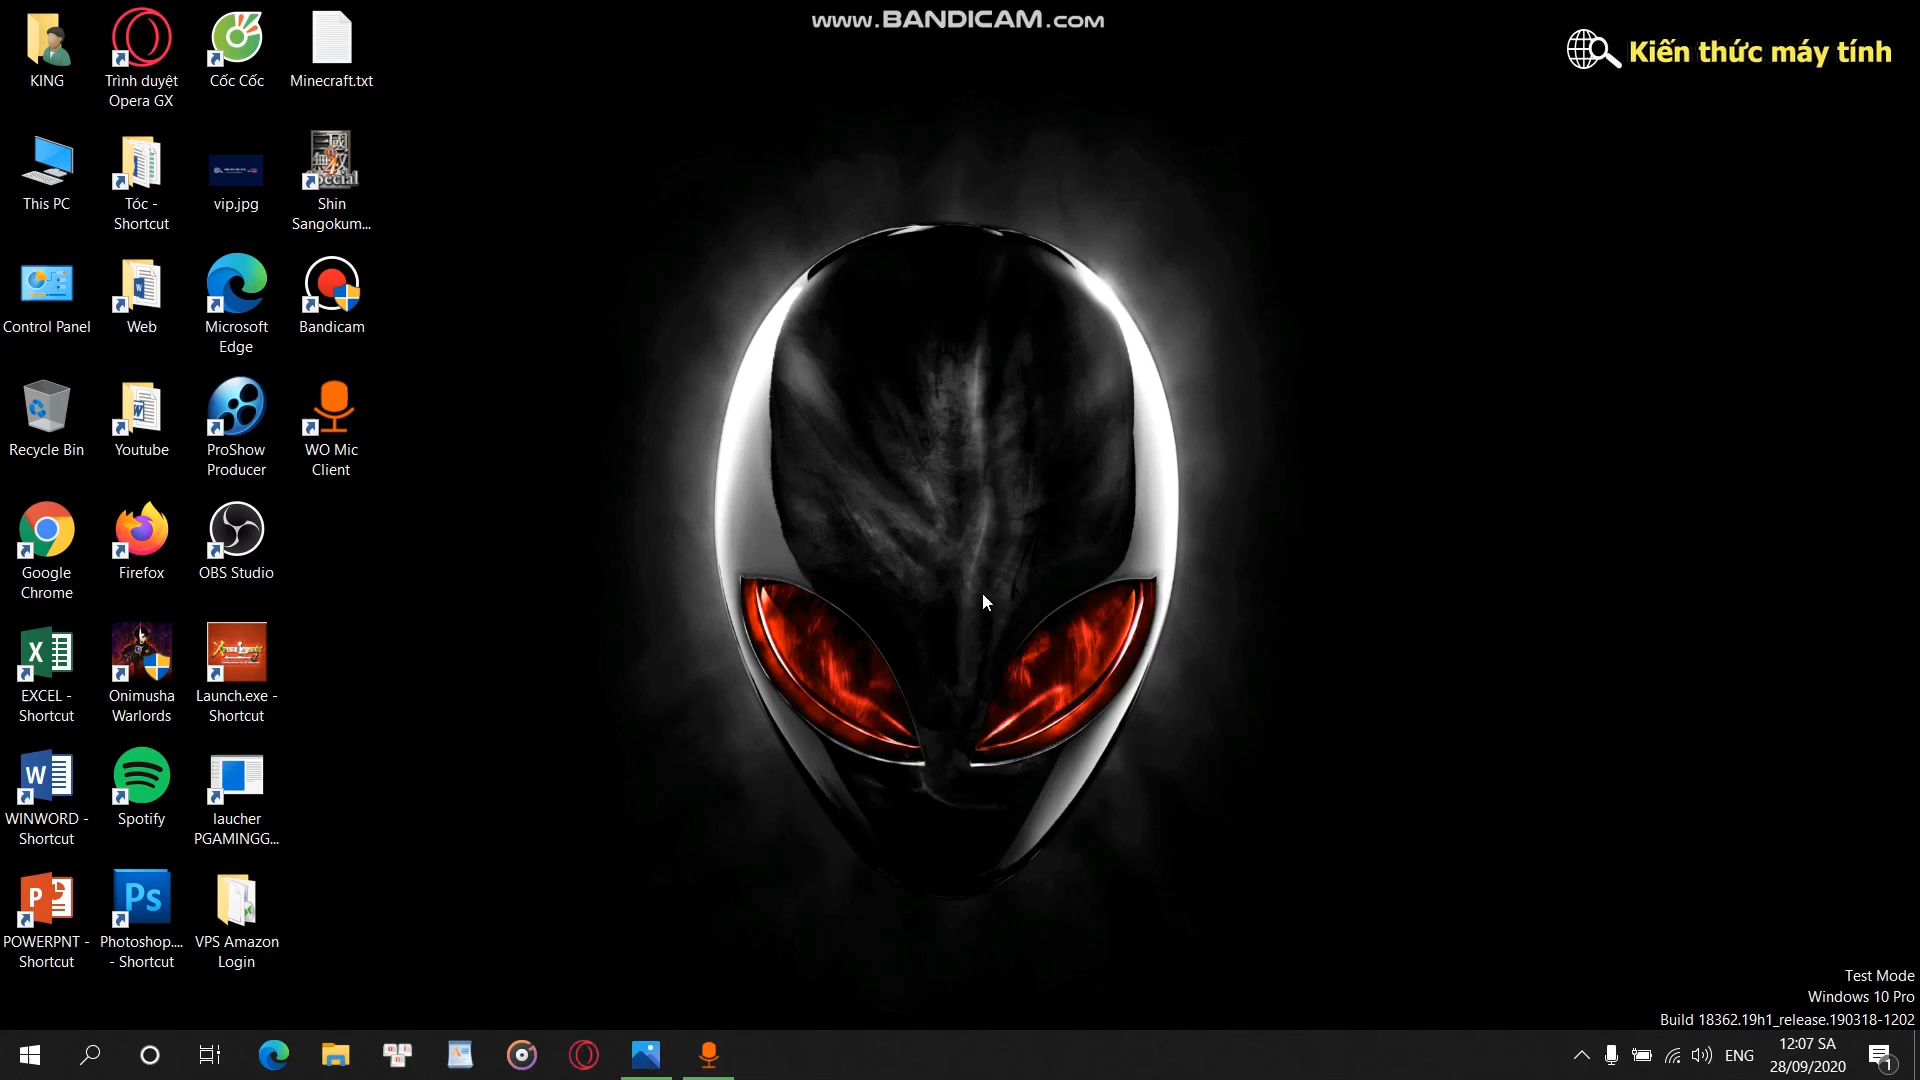 www.BANDICAM.com
Kiến thức máy tính
KING
Trình duyệt
Opera GX
Cốc Cốc
Minecraft.txt
This PC
Tóc -
Shortcut
vip.jpg
Shin
Sangokum...
Control Panel
Web
Microsoft
Edge
Bandicam
Recycle Bin
Youtube
ProShow
Producer
WO Mic
Client
Google
Chrome
Firefox
OBS Studio
EXCEL -
Shortcut
Onimusha
Warlords
Launch.exe -
Shortcut
WINWORD -
Shortcut
Spotify
laucher
PGAMINGG...
POWERPNT -
Shortcut
Ps
Photoshop....
- Shortcut
VPS Amazon
Login
Test Mode
Windows 10 Pro
Build 18362.19h1_release.190318-1202
ENG
12:07 SA
28/09/2020
1